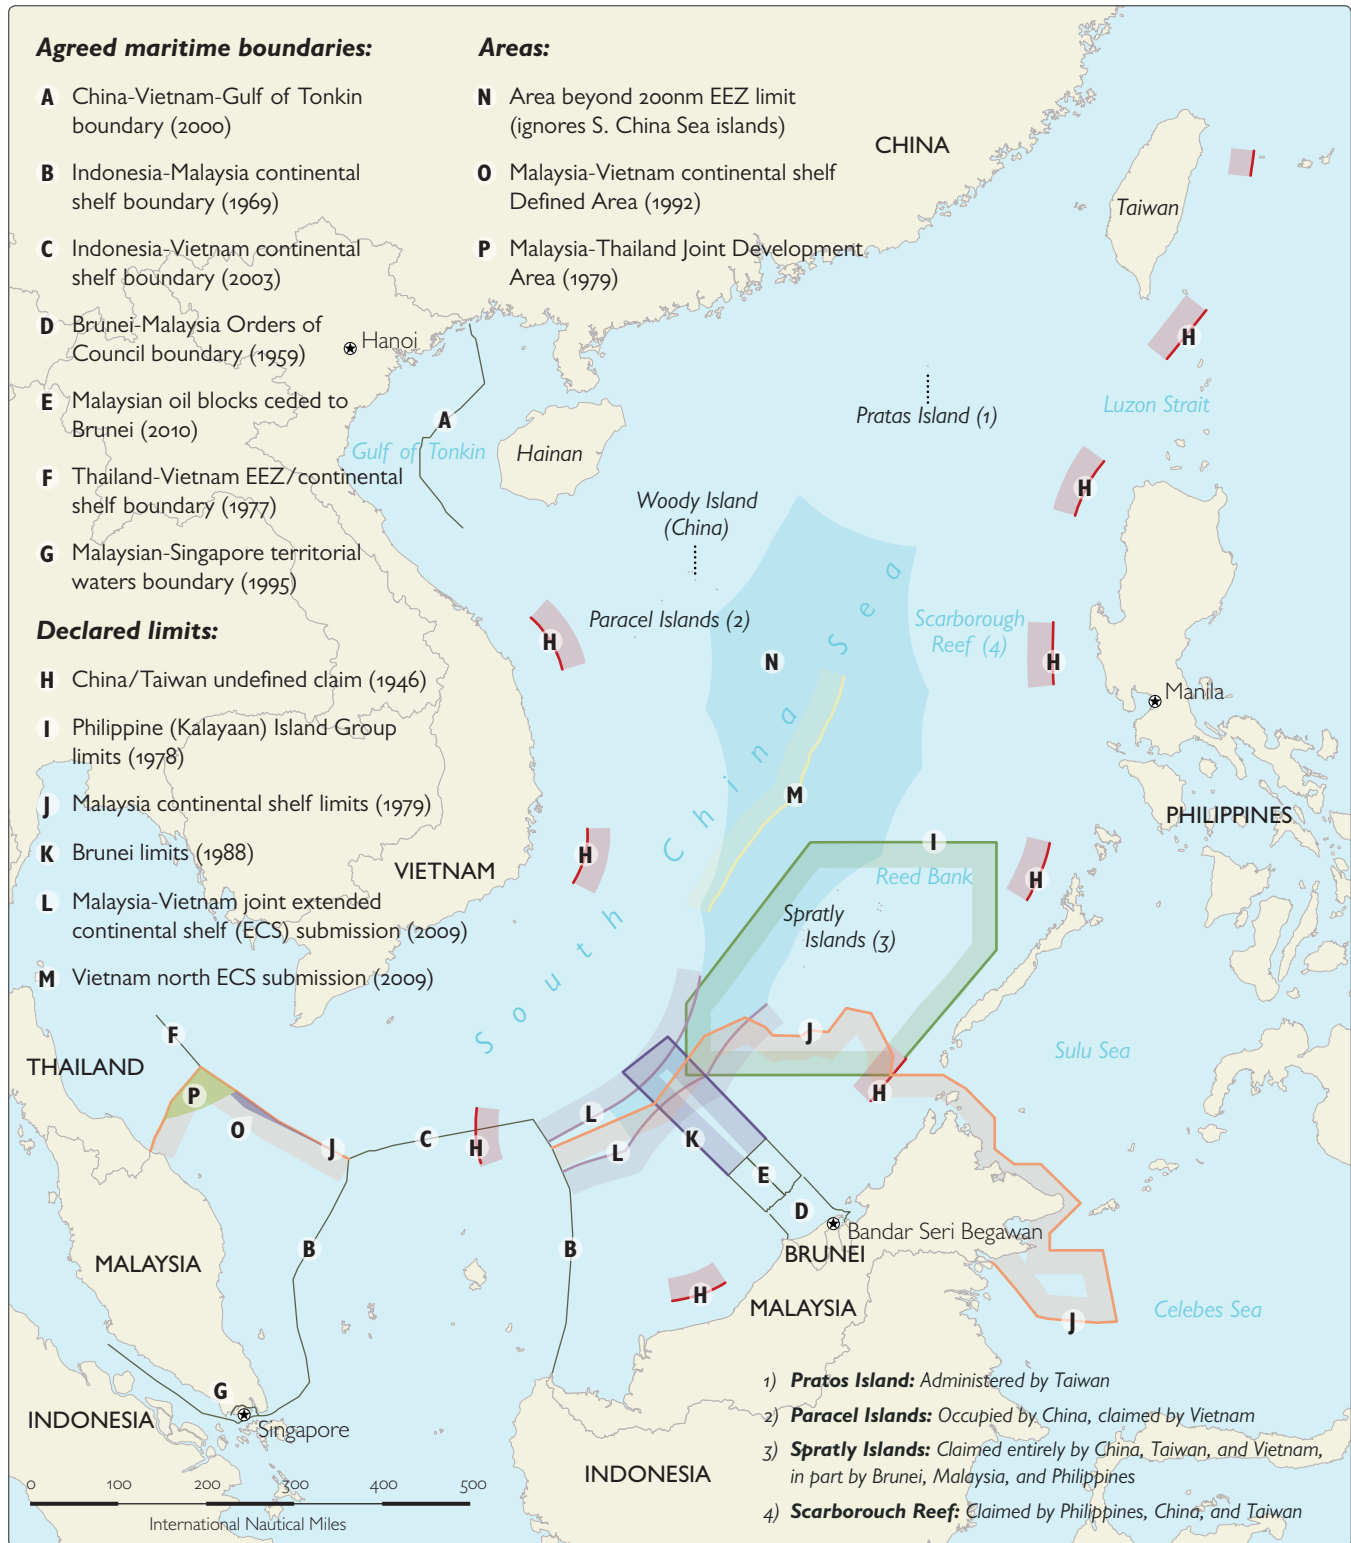 Agreed maritime boundaries:
A China-Vietnam-Gulf of Tonkin
boundary (2000)
B Indonesia-Malaysia continental
shelf boundary (1969)
C Indonesia-Vietnam continental
shelf boundary (2003)
D Brunei-Malaysia Orders of
Council boundary (1959)
E Malaysian oil blocks ceded to
Brunei (2010)
F Thailand-Vietnam EEZ/continental
shelf boundary (1977)
G Malaysian-Singapore territorial
waters boundary (1995)
Declared limits:
H China/Taiwan undefined claim (1946)
I Philippine (Kalayaan) Island Group
limits (1978)
J Malaysia continental shelf limits (1979)
K Brunei limits (1988)
L Malaysia-Vietnam joint extended
continental shelf (ECS) submission (2009)
M Vietnam north ECS submission (2009)
Areas:
N Area beyond 200nm EEZ limit
(ignores S. China Sea islands)
O Malaysia-Vietnam continental shelf
Defined Area (1992)
P Malaysia-Thailand Joint Development
Area (1979)
CHINA
Taiwan
Hanoi
H
A
Pratas Island (1)
Luzon Strait
Gulf of Tonkin
Hainan
H
Woody Island
(China)
Paracel Islands (2)
Scarborough
Reef (4)
H
N
H
Manila
South China Sea
M
PHILIPPINES
H
VIETNAM
I
Reed Bank
H
Spratly
Islands (3)
F
J
Sulu Sea
THAILAND
P
H
O
L
C
H
J
L
K
E
D
Bandar Seri Begawan
B
B
BRUNEI
MALAYSIA
H
MALAYSIA
Celebes Sea
J
G
INDONESIA
Singapore
INDONESIA
1) Pratos Island: Administered by Taiwan
2) Paracel Islands: Occupied by China, claimed by Vietnam
3) Spratly Islands: Claimed entirely by China, Taiwan, and Vietnam,
in part by Brunei, Malaysia, and Philippines
4) Scarborouch Reef: Claimed by Philippines, China, and Taiwan
0 100 200 300 400 500
International Nautical Miles